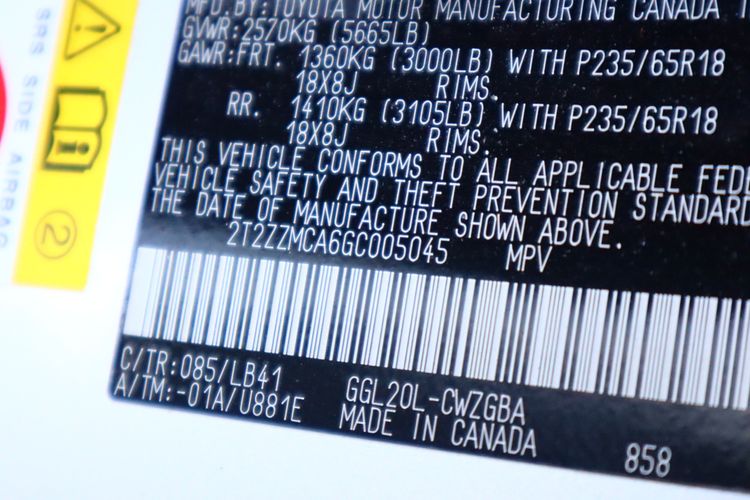 MFD.BY:TOYOTA MOTOR MANUFACTURING CANADA
GVWR:2570KG (5665LB)
GAWR:FRT. 1360KG (3000LB) WITH P235/65R18
18X8J RIMS.
RR. 1410KG (3105LB) WITH P235/65R18
18X8J RIMS.
THIS VEHICLE CONFORMS TO ALL APPLICABLE FEDE
VEHICLE SAFETY AND THEFT PREVENTION STANDARD
THE DATE OF MANUFACTURE SHOWN ABOVE.
2T2ZZMCA6GC005045 MPV
C/TR:085/LB41 GGL20L-CWZGBA
A/TM:-01A/U881E MADE IN CANADA 858
SRS SIDE AIRBAG
2